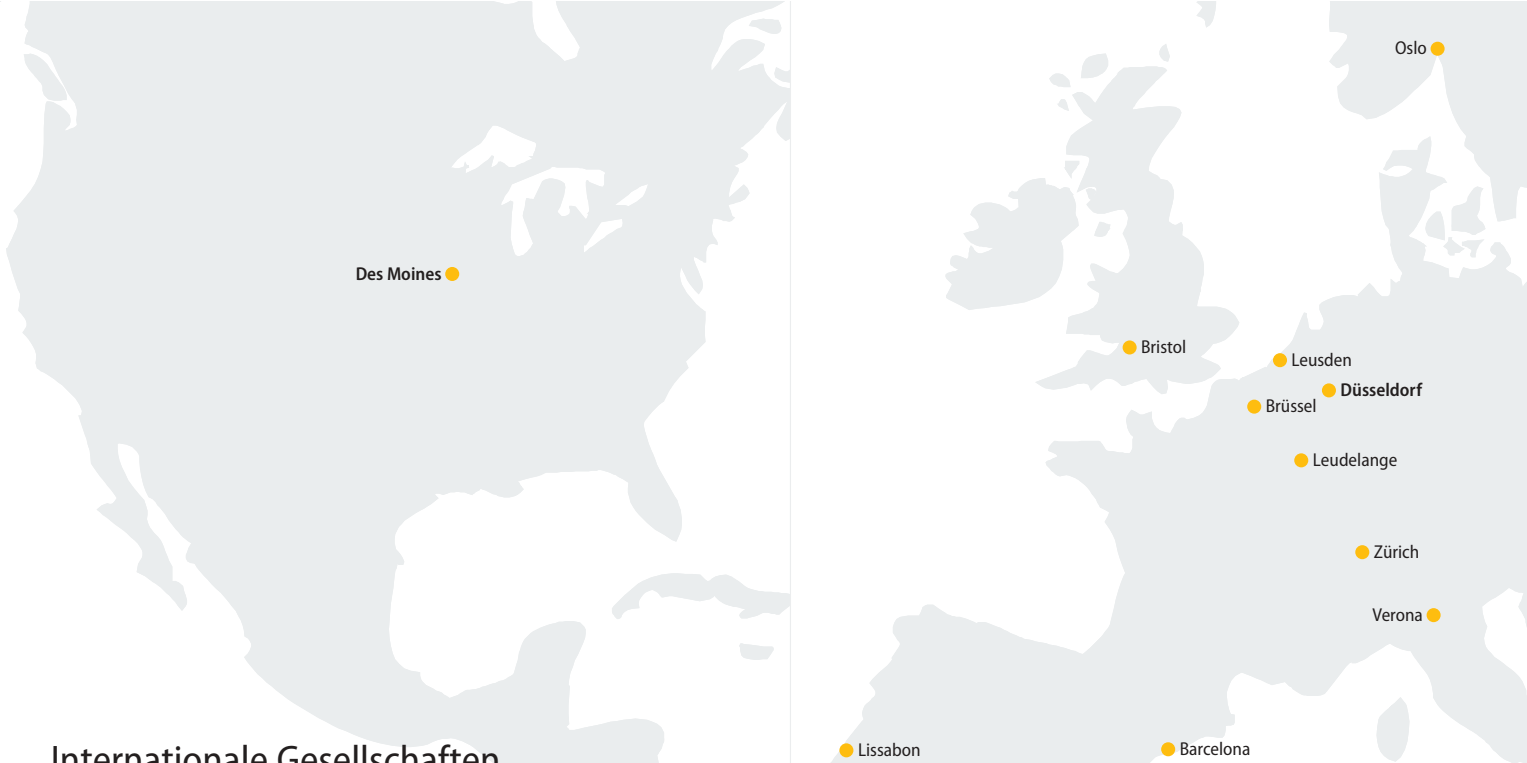 Oslo
Des Moines
Bristol
Leusden
Düsseldorf
Brüssel
Leudelange
Zürich
Verona
Internationale Gesellschaften
Lissabon
Barcelona